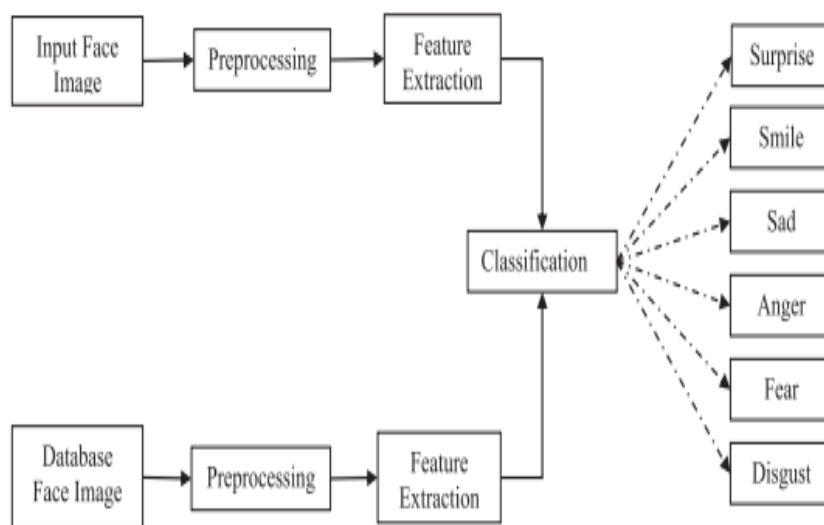 Input Face
Image
Preprocessing
Feature
Extraction
Classification
Surprise
Smile
Sad
Anger
Fear
Disgust
Database
Face Image
Preprocessing
Feature
Extraction